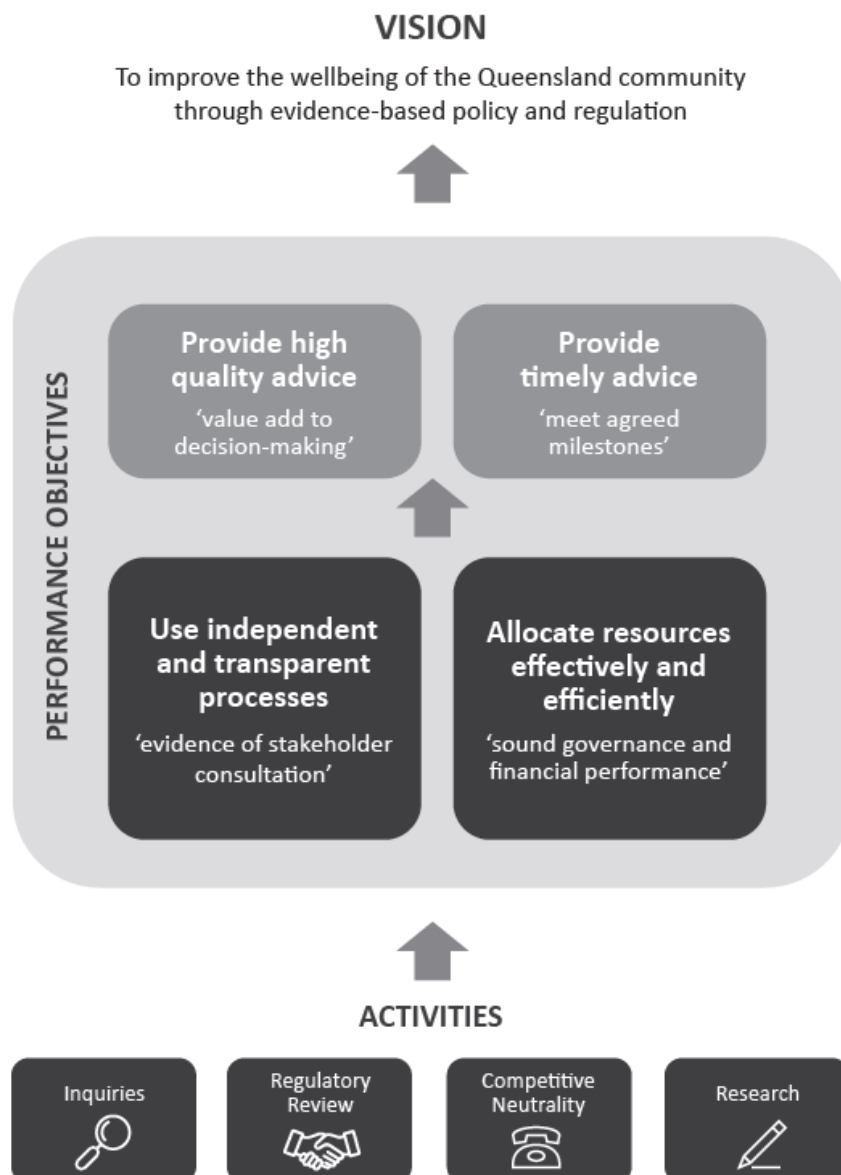 VISION
To improve the wellbeing of the Queensland community
through evidence-based policy and regulation
PERFORMANCE OBJECTIVES
Provide high
quality advice
‘value add to
decision-making’
Provide
timely advice
‘meet agreed
milestones’
Use independent
and transparent
processes
‘evidence of stakeholder
consultation’
Allocate resources
effectively and
efficiently
‘sound governance and
financial performance’
ACTIVITIES
Inquiries
Regulatory
Review
Competitive
Neutrality
Research